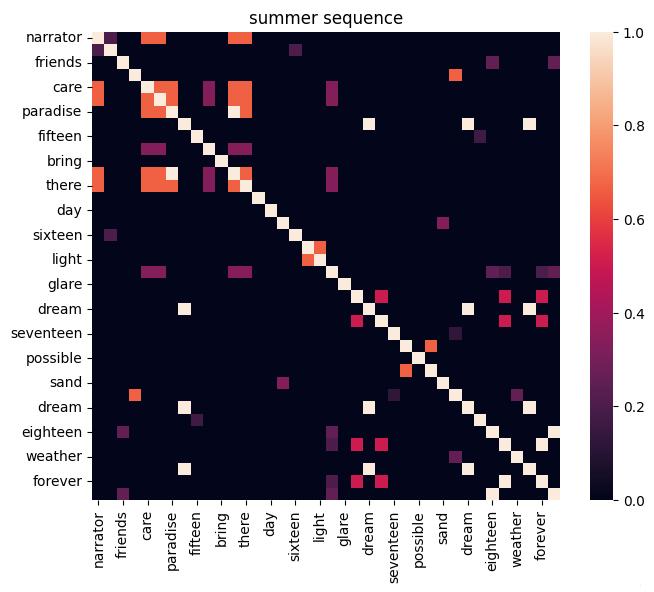 summer sequence
narrator
friends
care
paradise
fifteen
bring
there
day
sixteen
light
glare
dream
seventeen
possible
sand
dream
eighteen
weather
forever
1.0
0.8
0.6
0.4
0.2
0.0
narrator
friends
care
paradise
fifteen
bring
there
day
sixteen
light
glare
dream
seventeen
possible
sand
dream
eighteen
weather
forever